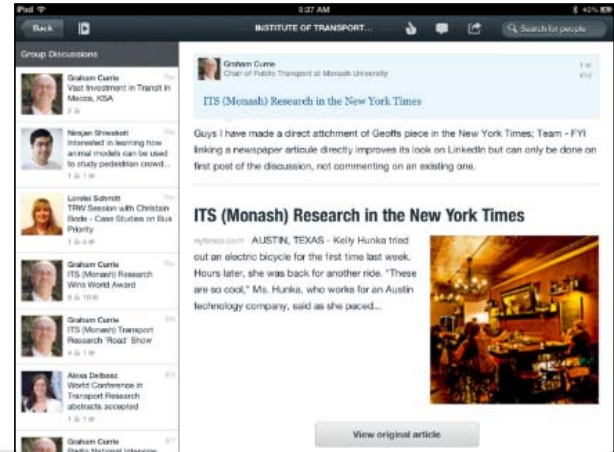 iPad
8:37 AM
40%
Back
INSTITUTE OF TRANSPORT...
Search for people
Group Discussions
Graham Currie
Vast Investment in Transit in
Mecca, KSA
Nirajan Shiwakoti
Interested in learning how
animal models can be used
to study pedestrian crowd...
Lorelei Schmitt
TRW Session with Christain
Bode - Case Studies on Bus
Priority
Graham Currie
ITS (Monash) Research
Wins World Award
Graham Currie
ITS (Monash) Transport
Research 'Road' Show
Alexa Delbosc
World Conference in
Transport Research
abstracts accepted
Graham Currie
Radio National Interview
Graham Currie
Chair of Public Transport at Monash University
ITS (Monash) Research in the New York Times
Guys I have made a direct attchment of Geoffs piece in the New York Times; Team - FYI
linking a newspaper articule directly improves its look on LinkedIn but can only be done on
first post of the discussion, not commenting on an existing one.
ITS (Monash) Research in the New York Times
nytimes.com AUSTIN, TEXAS - Kelly Hunka tried
out an electric bicycle for the first time last week.
Hours later, she was back for another ride. "These
are so cool," Ms. Hunka, who works for an Austin
technology company, said as she paced...
View original article